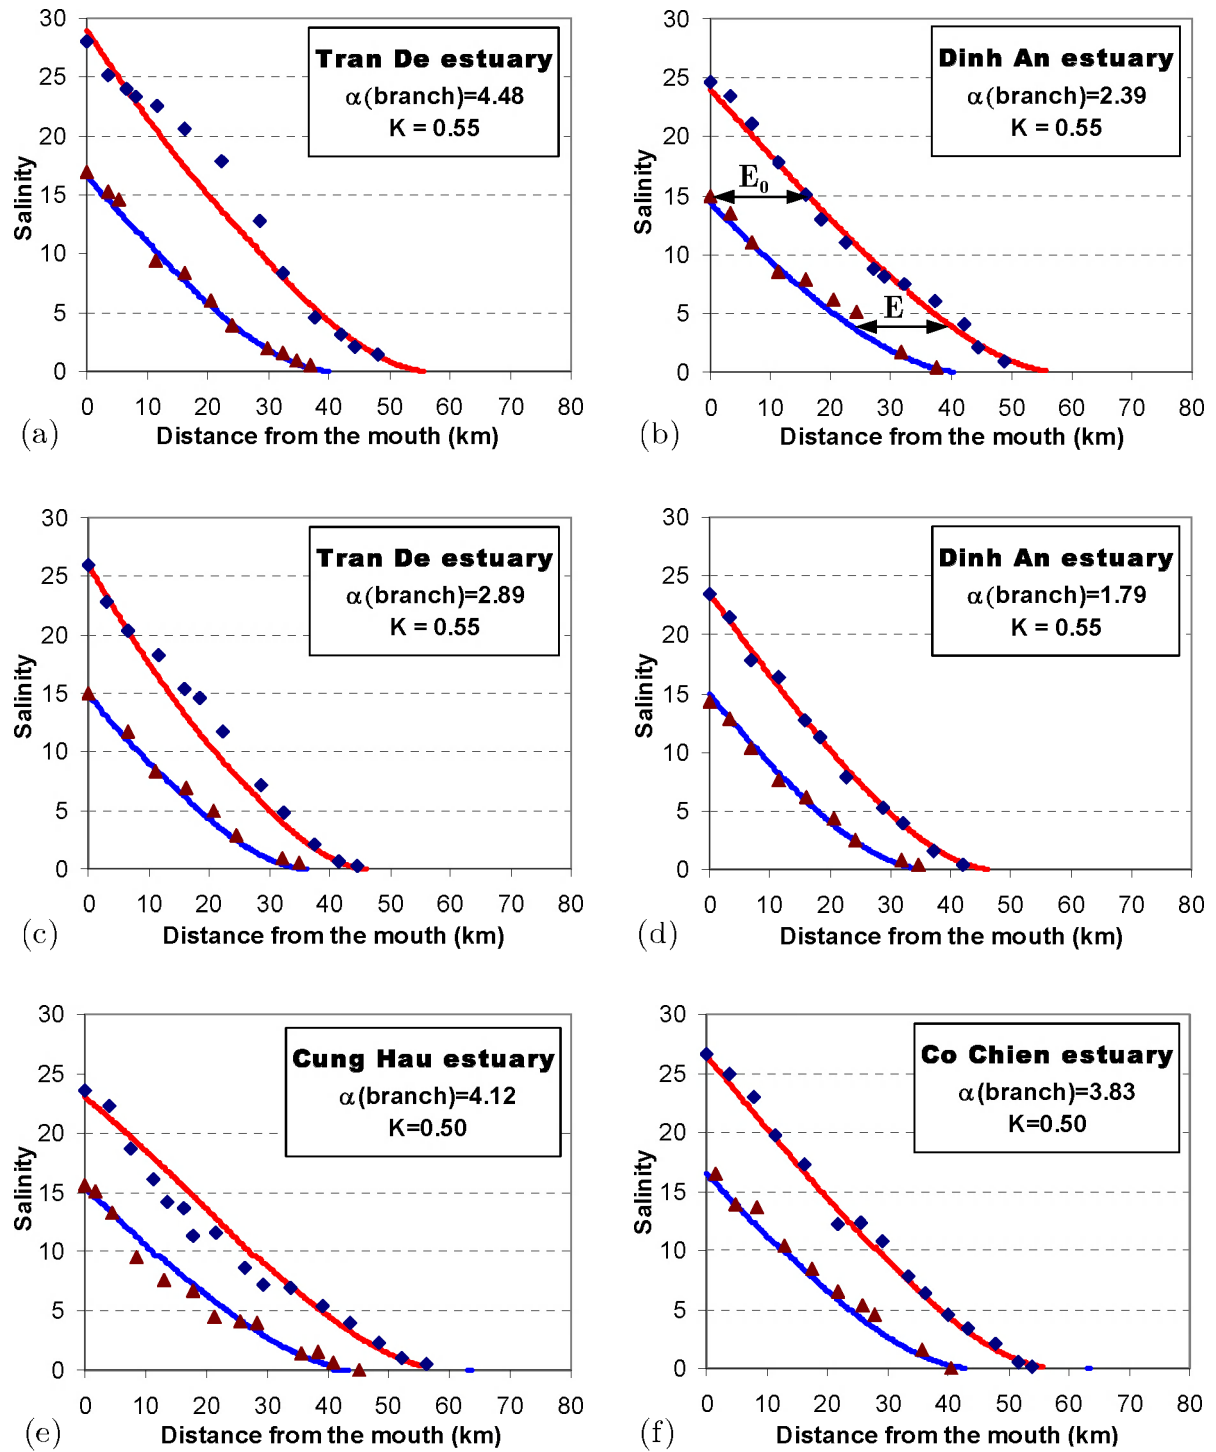 30
25
20
15
10
5
0
Salinity
Tran De estuary
α(branch)=4.48
K = 0.55
0 10 20 30 40 50 60 70 80
(a) Distance from the mouth (km)
30
25
20
15
10
5
0
Salinity
Dinh An estuary
α(branch)=2.39
K = 0.55
E0
E
0 10 20 30 40 50 60 70 80
(b) Distance from the mouth (km)
30
25
20
15
10
5
0
Salinity
Tran De estuary
α(branch)=2.89
K = 0.55
0 10 20 30 40 50 60 70 80
(c) Distance from the mouth (km)
30
25
20
15
10
5
0
Salinity
Dinh An estuary
α(branch)=1.79
K = 0.55
0 10 20 30 40 50 60 70 80
(d) Distance from the mouth (km)
30
25
20
15
10
5
0
Salinity
Cung Hau estuary
α(branch)=4.12
K=0.50
0 10 20 30 40 50 60 70 80
(e) Distance from the mouth (km)
30
25
20
15
10
5
0
Salinity
Co Chien estuary
α(branch)=3.83
K=0.50
0 10 20 30 40 50 60 70 80
(f) Distance from the mouth (km)